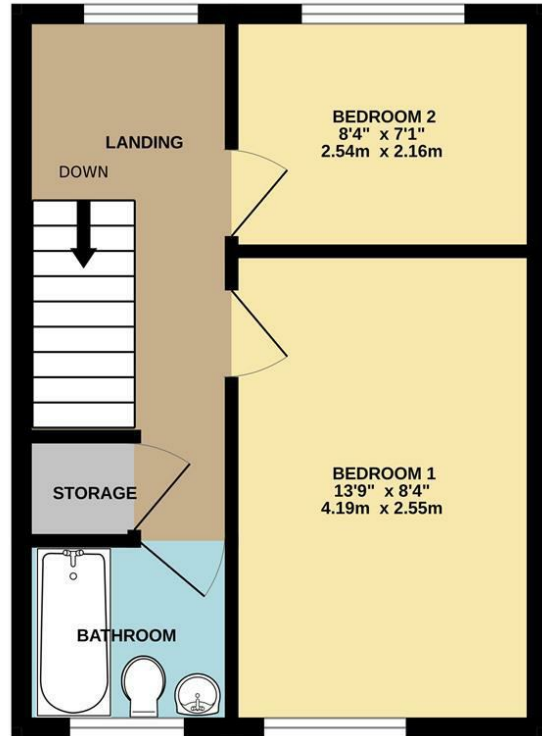 BEDROOM 2
8'4" x 7'1"
2.54m x 2.16m
LANDING
DOWN
BEDROOM 1
13'9" x 8'4"
4.19m x 2.55m
STORAGE
BATHROOM